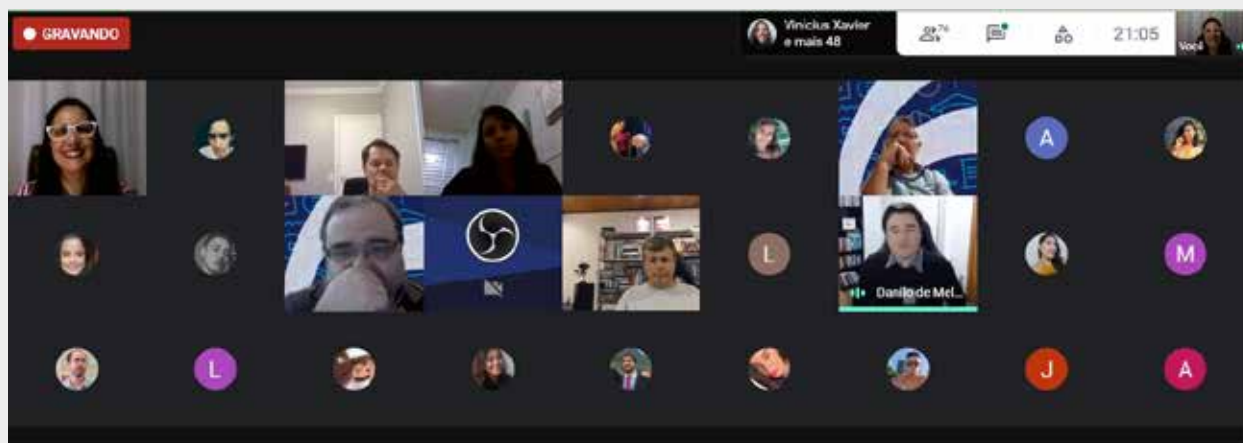 GRAVANDO
Vinicius Xavier
e mais 48
76
21:05
Você
A
L
Danilo de Mel...
M
L
J
A